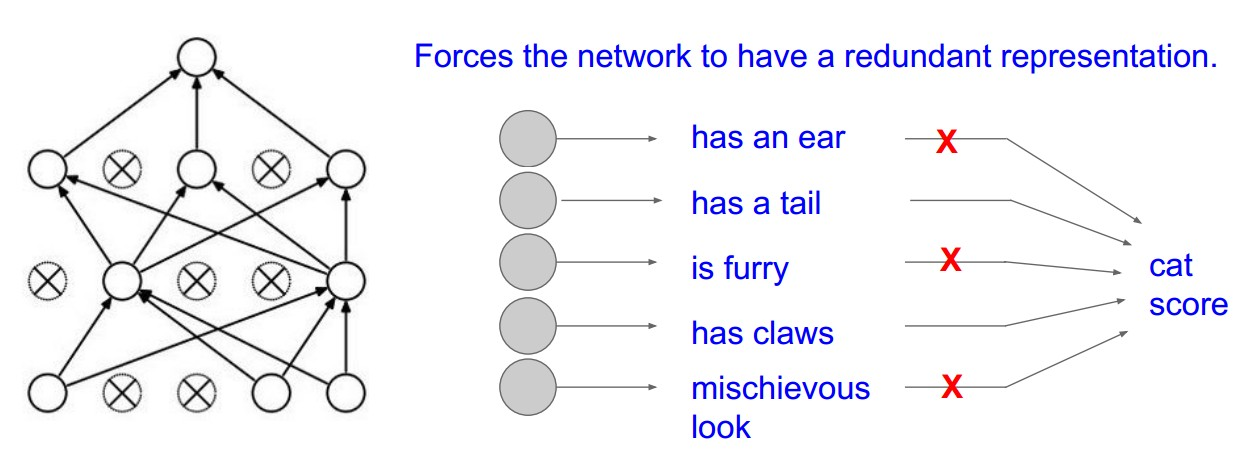 Forces the network to have a redundant representation.
has an ear
X
has a tail
is furry
X
has claws
mischievous
look
X
cat
score